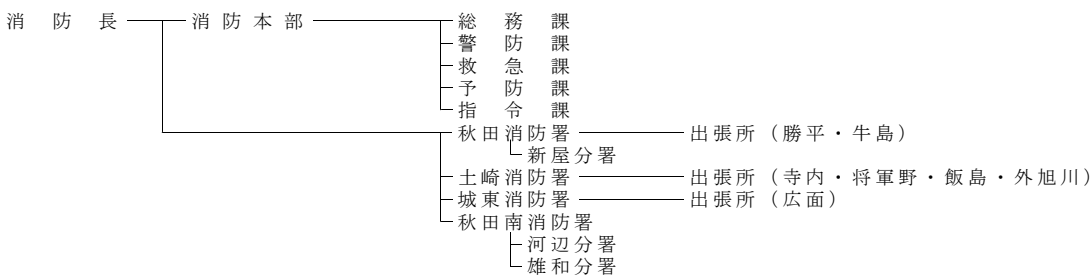 消防長 消防本部 総務課
警防課
救急課
予防課
指令課
秋田消防署 出張所（勝平・牛島）
新屋分署
土崎消防署 出張所（寺内・将軍野・飯島・外旭川）
城東消防署 出張所（広面）
秋田南消防署
河辺分署
雄和分署